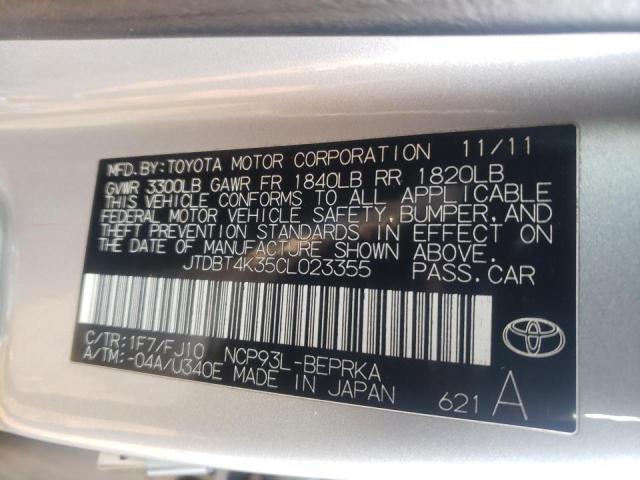 MFD. BY: TOYOTA MOTOR CORPORATION 11/11
GVWR 3300LB GAWR FR 1840LB RR 1820LB
THIS VEHICLE CONFORMS TO ALL APPLICABLE
FEDERAL MOTOR VEHICLE SAFETY, BUMPER, AND
THEFT PREVENTION STANDARDS IN EFFECT ON
THE DATE OF MANUFACTURE SHOWN ABOVE.
JTDBT4K35CL023355 PASS. CAR
C/TR: 1F7/FJ10 NCP93L-BEPRKA
A/TM: -04A/U340E MADE IN JAPAN
621 A
TOYOTA